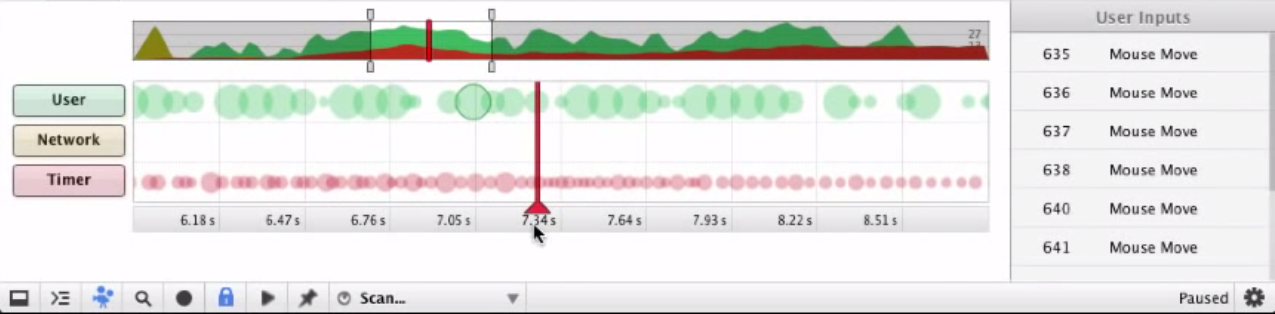 User Inputs
27
635 Mouse Move
636 Mouse Move
637 Mouse Move
638 Mouse Move
640 Mouse Move
641 Mouse Move
User
Network
Timer
6.18 s 6.47 s 6.76 s 7.05 s 7.34 s 7.64 s 7.93 s 8.22 s 8.51 s
Scan... Paused